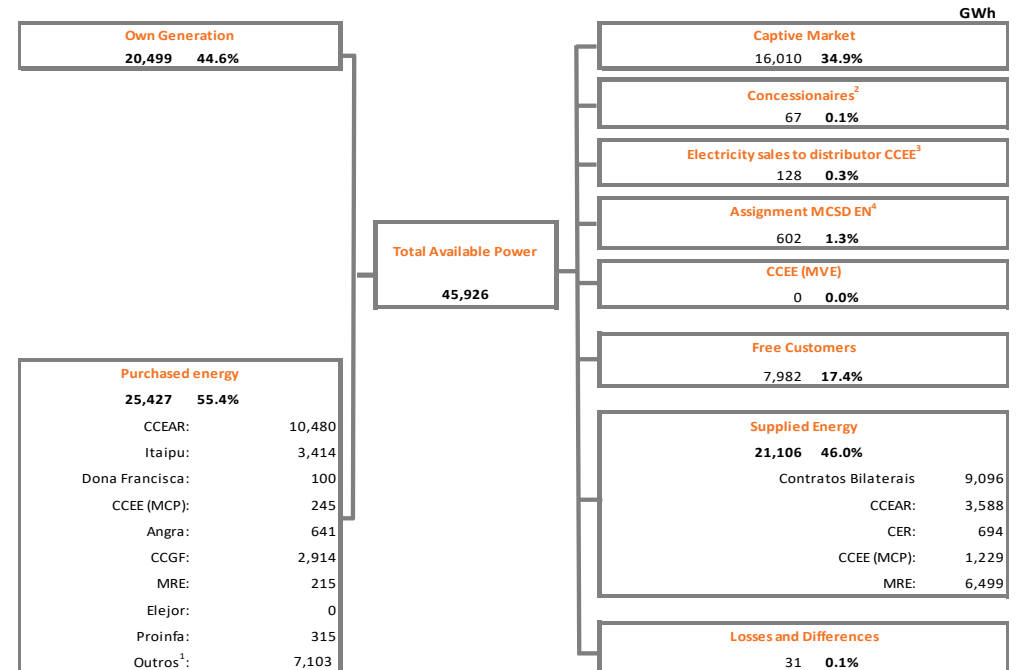 GWh
Own Generation
20,499 44.6%
Purchased energy
25,427 55.4%
CCEAR: 10,480
Itaipu: 3,414
Dona Francisca: 100
CCEE (MCP): 245
Angra: 641
CCGF: 2,914
MRE: 215
Elejor: 0
Proinfa: 315
Outros¹: 7,103
Total Available Power
45,926
Captive Market
16,010 34.9%
Concessionaires²
67 0.1%
Electricity sales to distributor CCEE³
128 0.3%
Assignment MCSD EN⁴
602 1.3%
CCEE (MVE)
0 0.0%
Free Customers
7,982 17.4%
Supplied Energy
21,106 46.0%
Contratos Bilaterais 9,096
CCEAR: 3,588
CER: 694
CCEE (MCP): 1,229
MRE: 6,499
Losses and Differences
31 0.1%